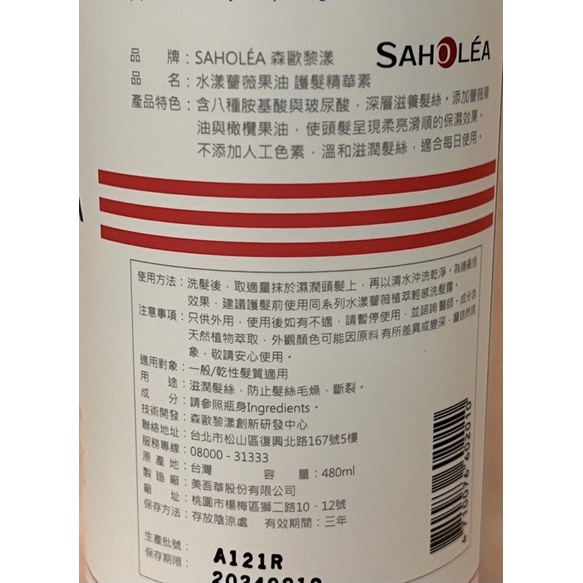 品　　牌：SAHOLÉA 森歐黎漾
SAHOLÉA
品　　名：水漾薔薇果油 護髮精華素
產品特色：含八種胺基酸與玻尿酸，深層滋養髮絲。添加薔薇果
油與橄欖果油，使頭髮呈現柔亮滑順的保濕效果。
不添加人工色素，溫和滋潤髮絲，適合每日使用。
使用方法：洗髮後，取適量抹於濕潤頭髮上，再以清水沖洗乾淨。為達最佳
效果，建議護髮前使用同系列水漾薔薇植萃輕感洗髮露。
注意事項：只供外用，使用後如有不適，請暫停使用，並諮詢醫師。成分含
天然植物萃取，外觀顏色可能因原料有所差異或變深，屬自然現
象，敬請安心使用。
適用對象：一般/乾性髮質適用
用　　途：滋潤髮絲，防止髮絲毛燥，斷裂。
成　　分：請參照瓶身Ingredients。
技術開發：森歐黎漾創新研發中心
聯絡地址：台北市松山區復興北路167號5樓
服務專線：08000 - 31333
原 產 地：台灣　　容　　量：480ml
製 造 廠：美吾華股份有限公司
廠　　址：桃園市楊梅區獅二路10、12號
保存方法：存放陰涼處　有效期間：三年
生產批號：A121R
保存期限：20240819
4 710076 602010